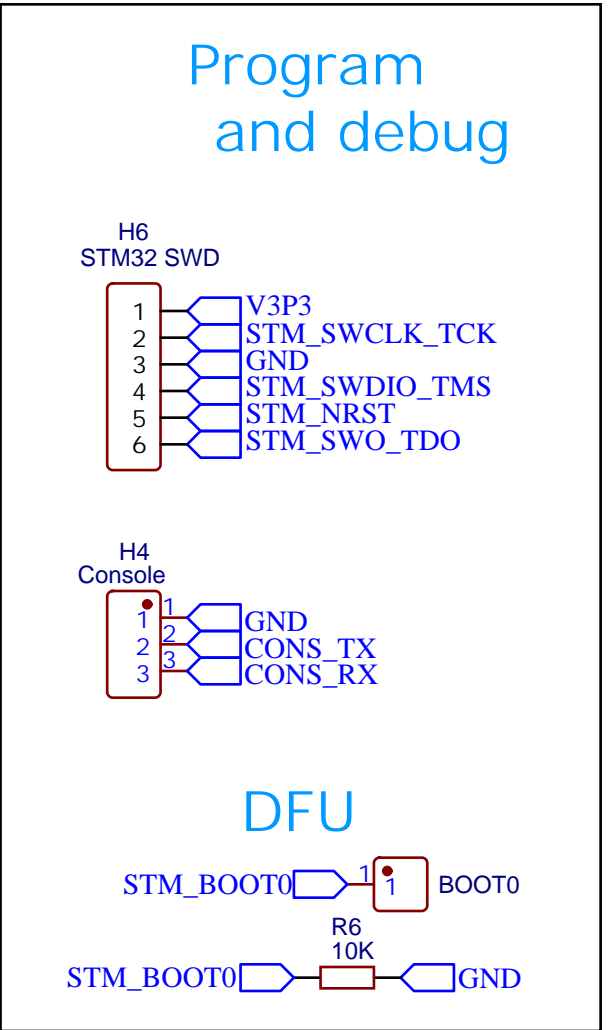 Program
and debug
H6
STM32 SWD
1 V3P3
2 STM_SWCLK_TCK
3 GND
4 STM_SWDIO_TMS
5 STM_NRST
6 STM_SWO_TDO
H4
Console
1 1 GND
2 2 CONS_TX
3 3 CONS_RX
DFU
STM_BOOT0 1 1 BOOT0
R6
10K
STM_BOOT0 GND